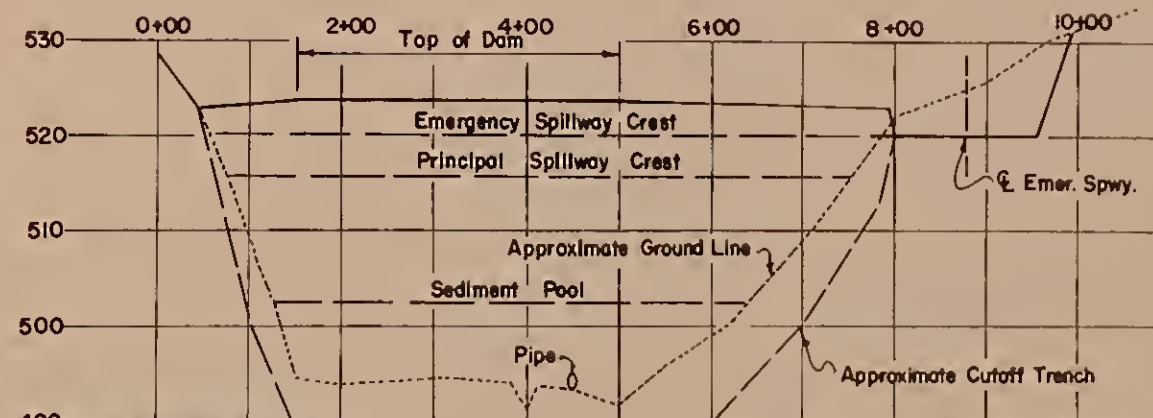 0+00 2+00 4+00 6+00 8+00 10+00
530
Top of Dam
Emergency Spillway Crest
520
Principal Spillway Crest
℄ Emer. Spwy.
510
Approximate Ground Line
Sediment Pool
500
Pipe
Approximate Cutoff Trench